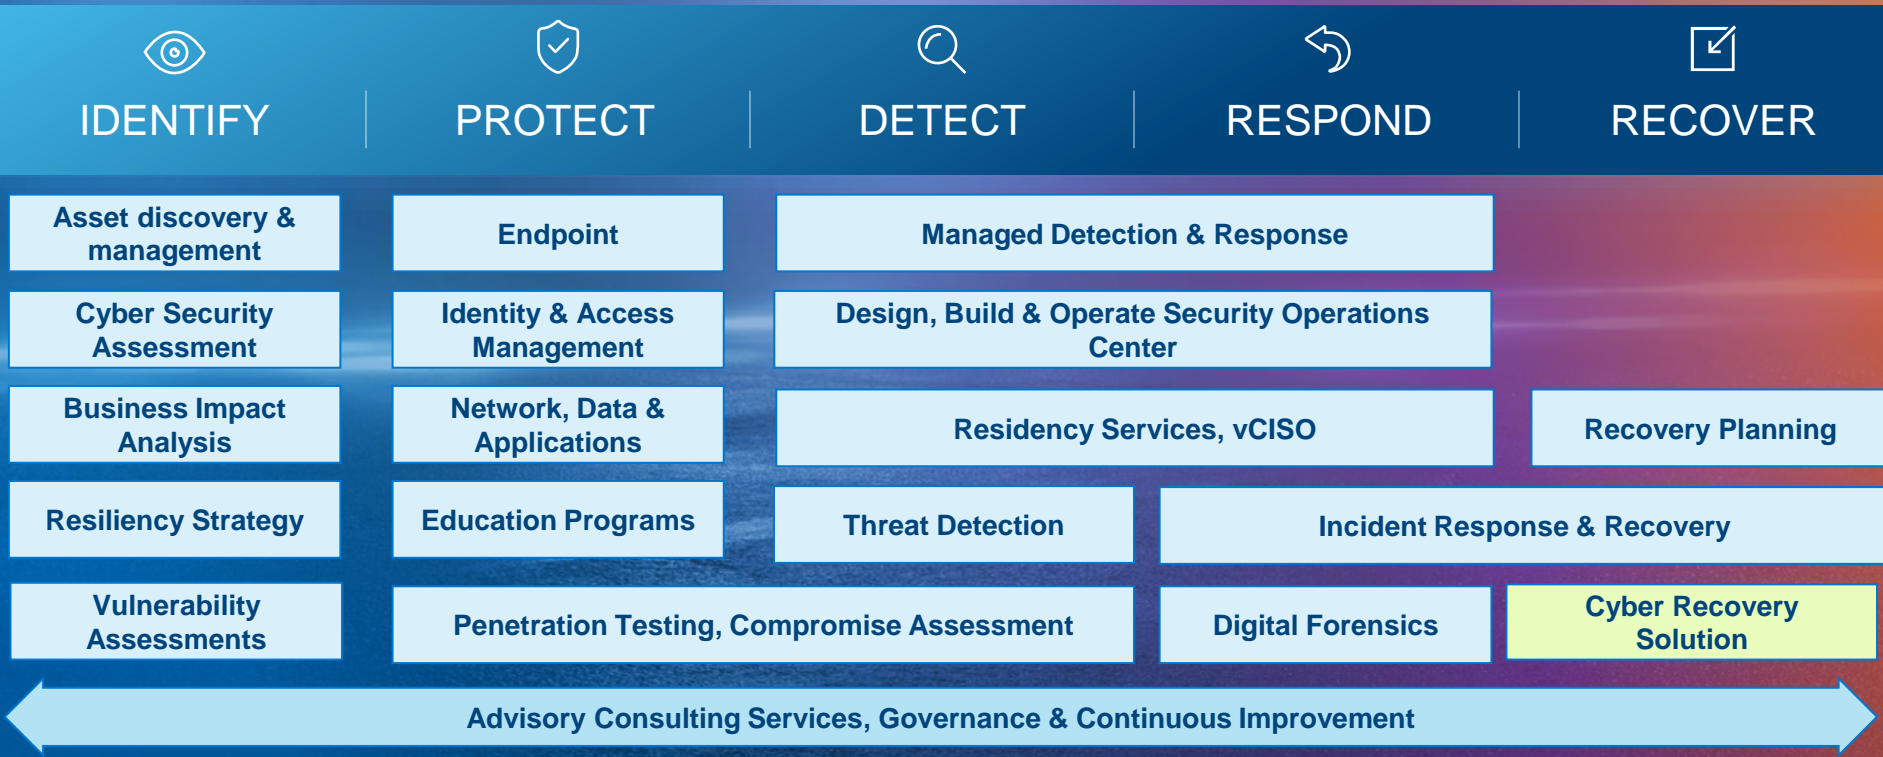 IDENTIFY
PROTECT
DETECT
RESPOND
RECOVER
Asset discovery &
management
Endpoint
Managed Detection & Response
Cyber Security
Assessment
Identity & Access
Management
Design, Build & Operate Security Operations
Center
Business Impact
Analysis
Network, Data &
Applications
Residency Services, vCISO
Recovery Planning
Resiliency Strategy
Education Programs
Threat Detection
Incident Response & Recovery
Vulnerability
Assessments
Penetration Testing, Compromise Assessment
Digital Forensics
Cyber Recovery
Solution
Advisory Consulting Services, Governance & Continuous Improvement